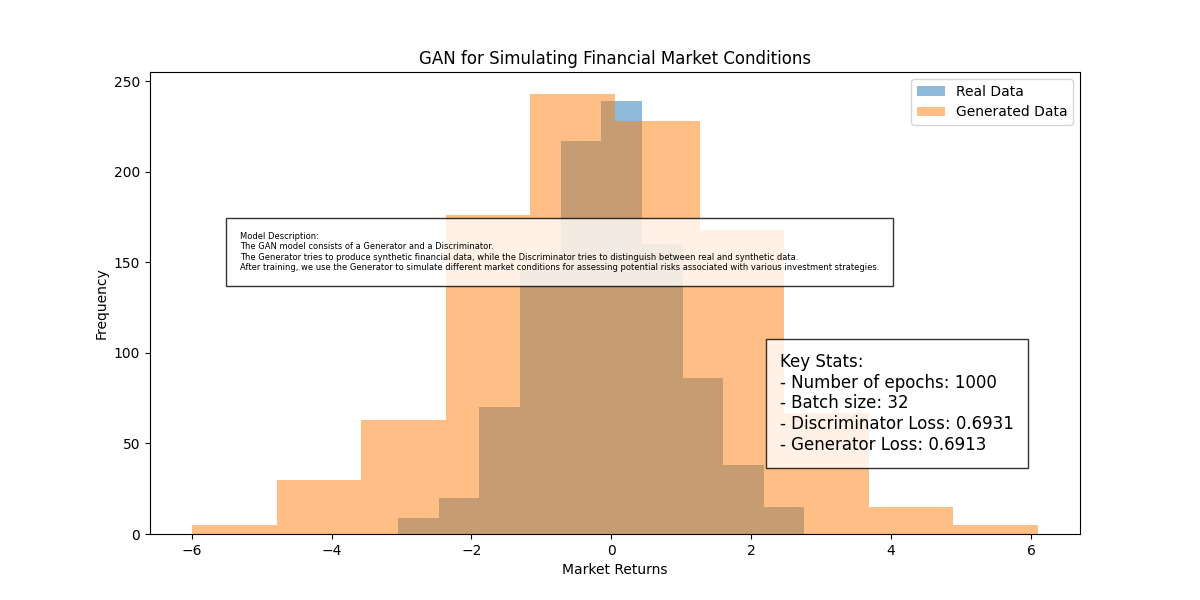 GAN for Simulating Financial Market Conditions
Real Data
Generated Data
250
200
150
100
50
0
Frequency
Model Description:
The GAN model consists of a Generator and a Discriminator.
The Generator tries to produce synthetic financial data, while the Discriminator tries to distinguish between real and synthetic data.
After training, we use the Generator to simulate different market conditions for assessing potential risks associated with various investment strategies.
Key Stats:
- Number of epochs: 1000
- Batch size: 32
- Discriminator Loss: 0.6931
- Generator Loss: 0.6913
−6 −4 −2 0 2 4 6
Market Returns